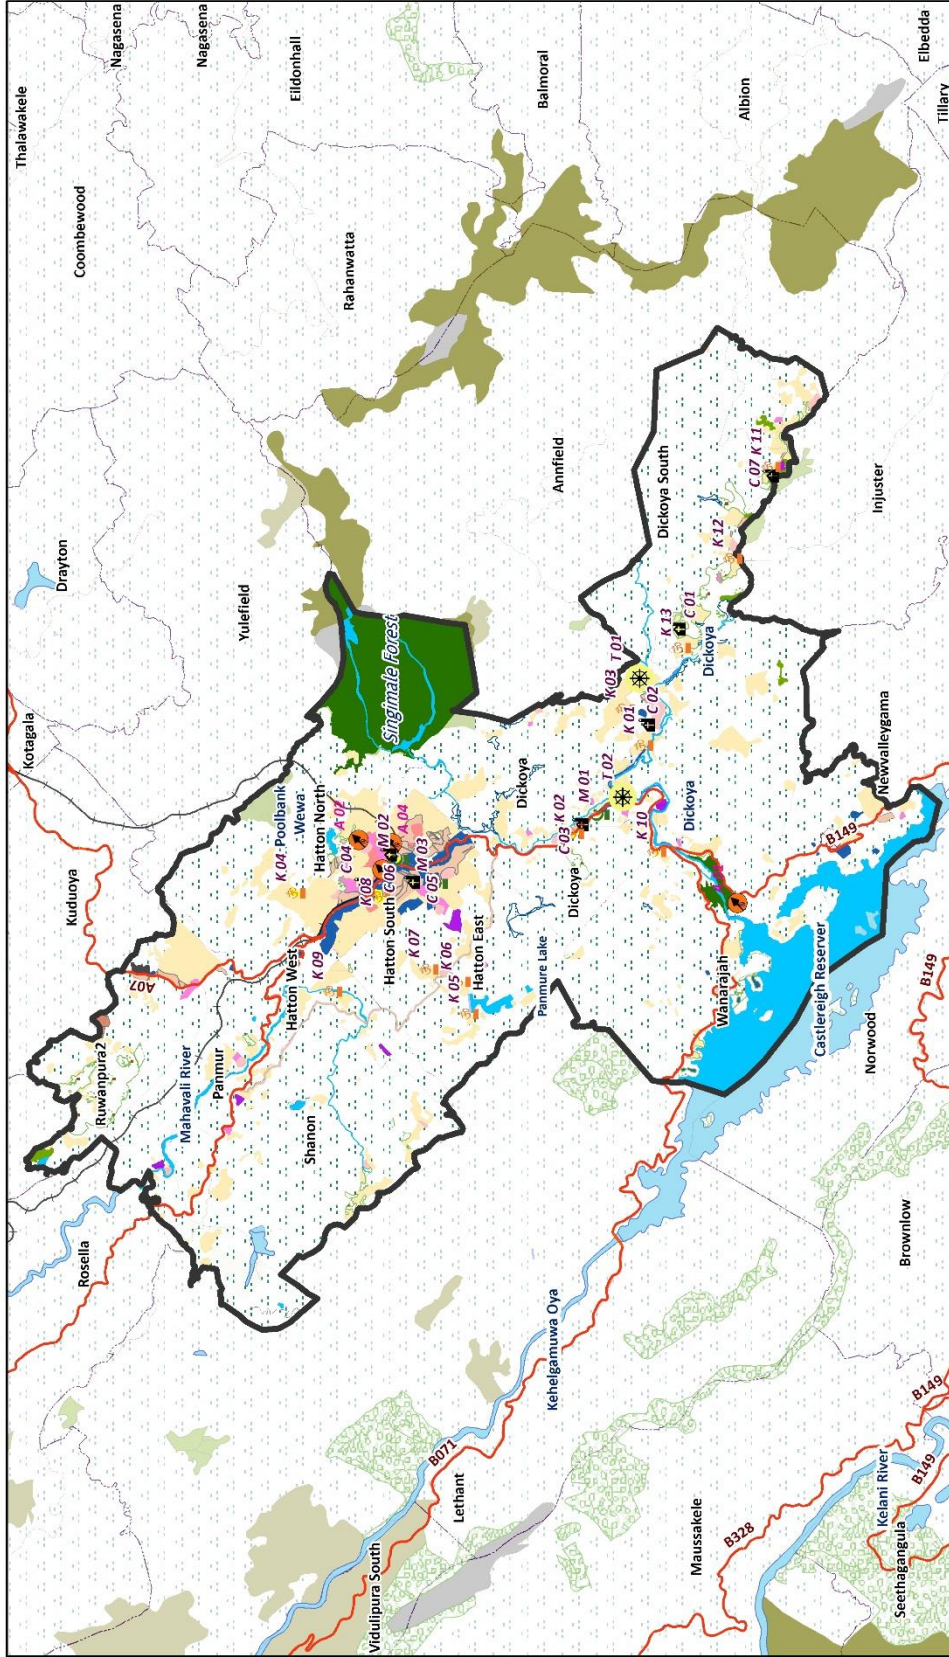 Thalawakele
Kotagala
Drayton
Kuduoya
Coombewood
Rosella
Ruwanpura2
Nagasena
A07
Mahavali River
Nagasena
Panmur
Yulefield
K 04
Poolbank
Wewa
Hatton West
Eildonhall
Shanon
K 09
Hatton North
A 02
C 04
Rahanwatta
K 08
Vidulipura South
M 02
Hatton South
C 06
Singimale Forest
A 04
K 07
M 03
C 05
B071
K 06
K 05
Lethant
Hatton East
Dickoya
Balmoral
Panmure Lake
Kehelgamuwa Oya
Annfield
C 03
K 02
Dickoya
M 01
T 02
K 03
T 01
K 01
K 10
C 02
Dickoya South
K 13
Dickoya
C 01
Maussakele
Dickoya
K 12
Wanarajah
B328
Albion
C 07
K 11
Castlereigh Reserver
B149
Norwood
Injuster
Kelani River
Newvalleygama
Seethagangula
Brownlow
B149
B149
B149
Elbedda
Tillary